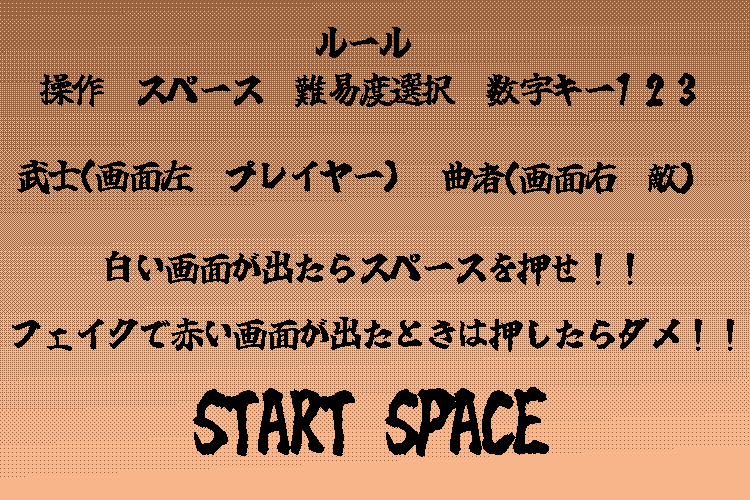 ルール
操作　スペース　難易度選択　数字キー1 2 3
武士(画面左　プレイヤー)　曲者(画面右　敵)
白い画面が出たらスペースを押せ！！
フェイクで赤い画面が出たときは押したらダメ！！
START SPACE